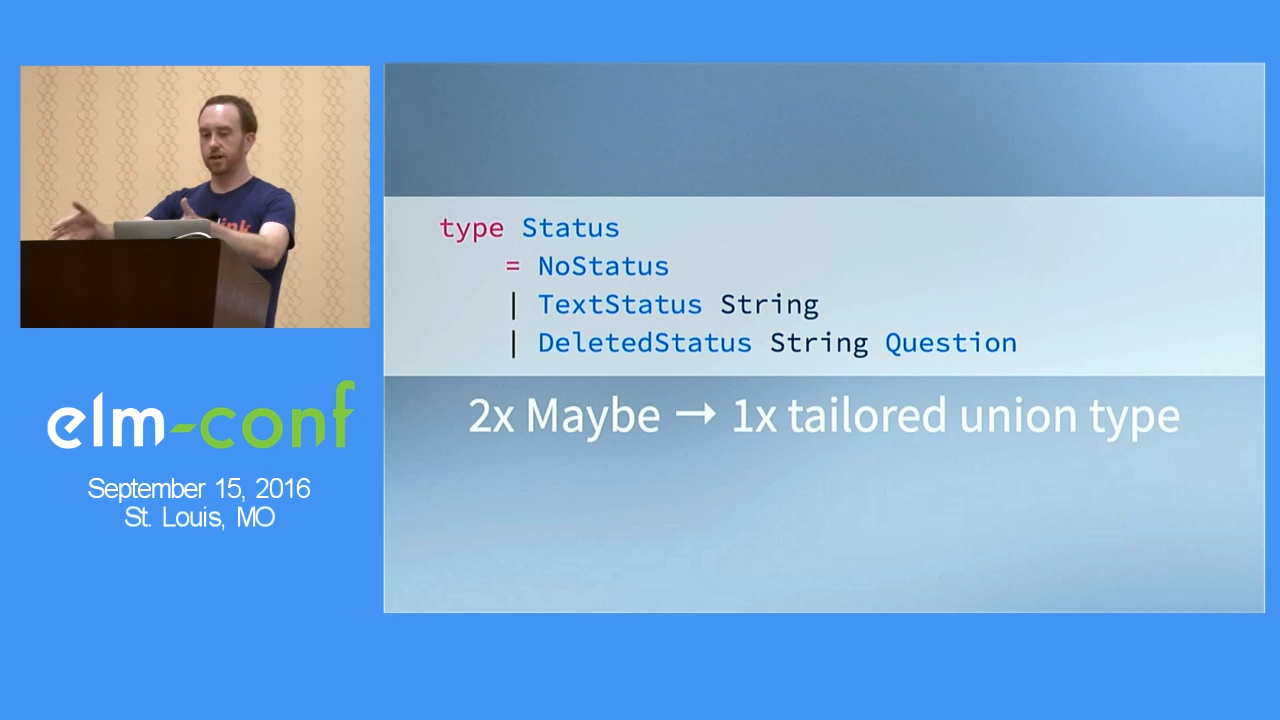 ink
elm-conf
September 15, 2016
St. Louis, MO
type Status
= NoStatus
| TextStatus String
| DeletedStatus String Question
2x Maybe → 1x tailored union type